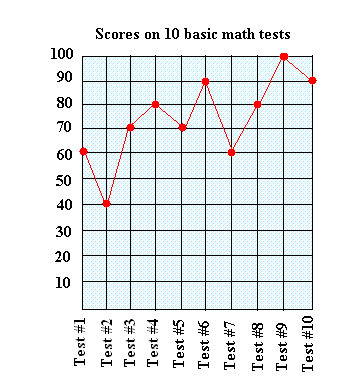 Scores on 10 basic math tests
100
90
80
70
60
50
40
30
20
10
Test #1
Test #2
Test #3
Test #4
Test #5
Test #6
Test #7
Test #8
Test #9
Test #10